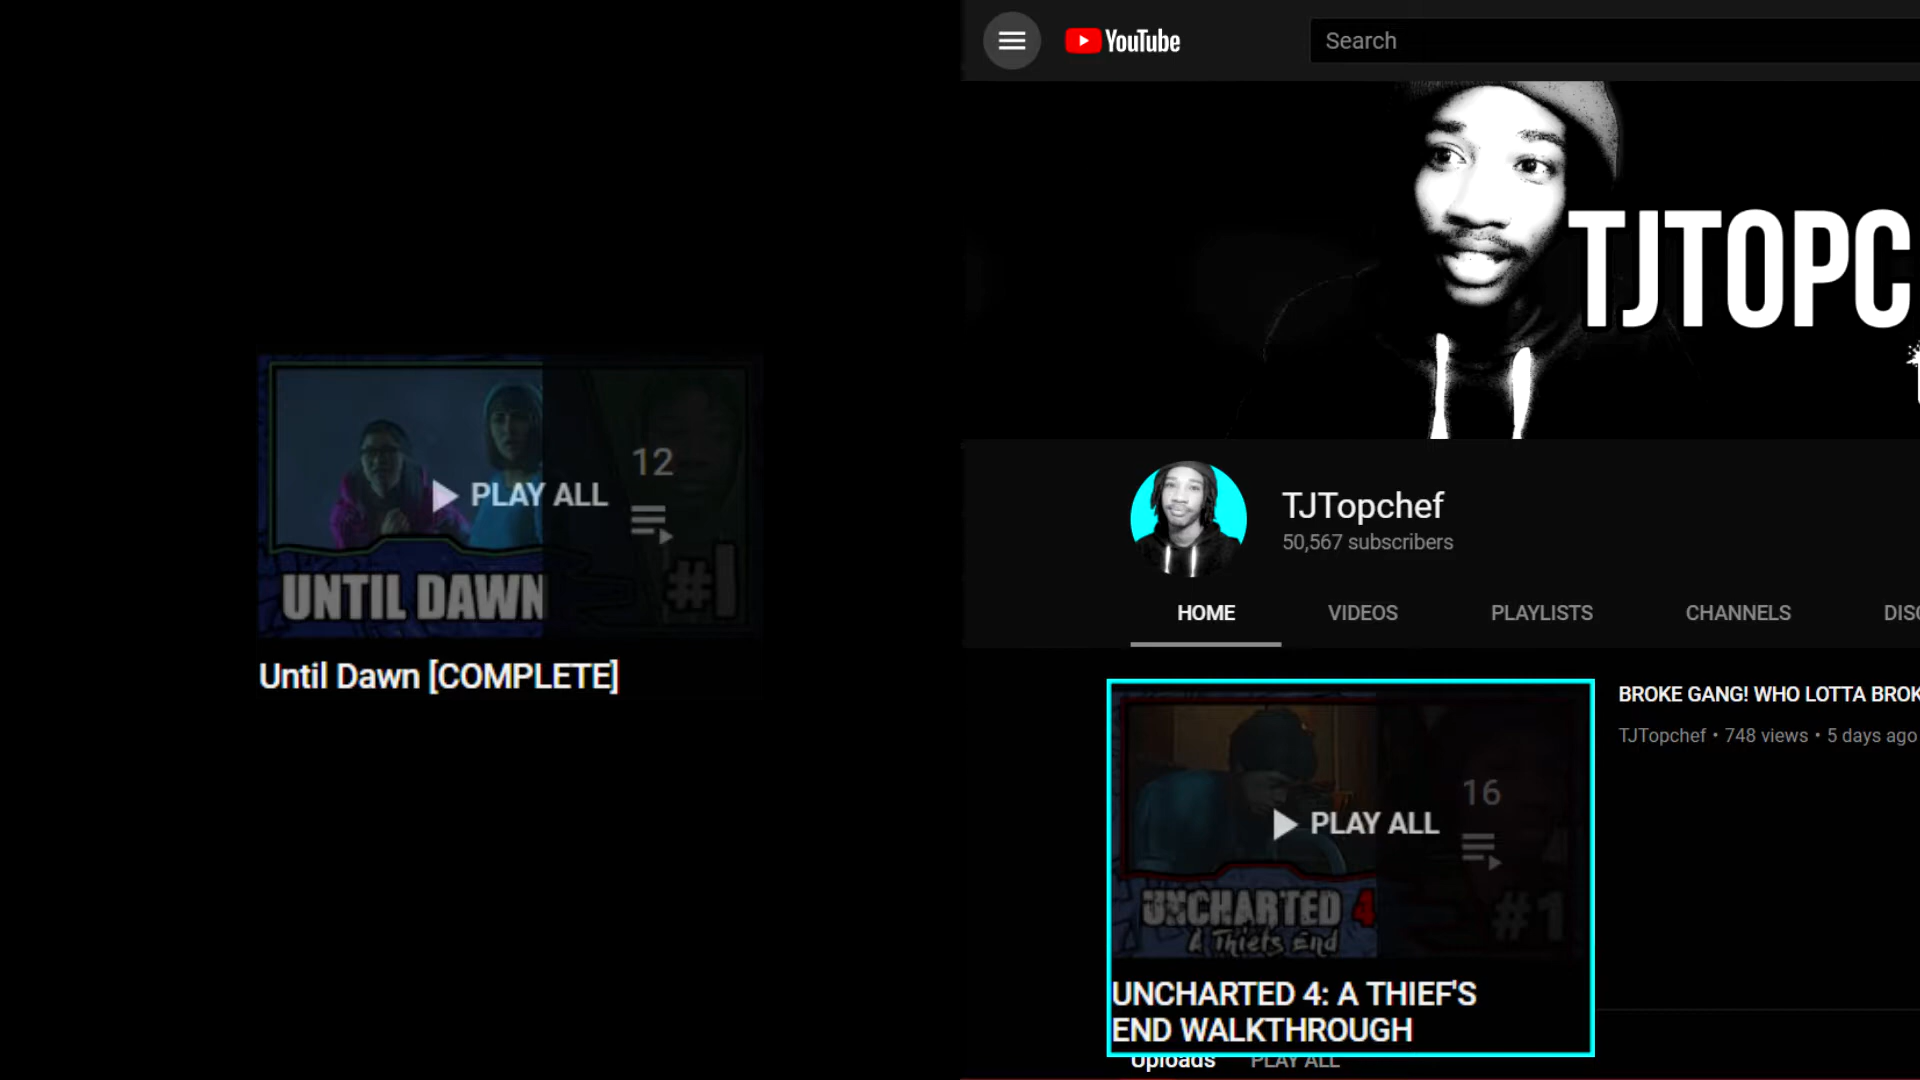 12
PLAY ALL
UNTIL DAWN
#1
Until Dawn [COMPLETE]
YouTube
Search
TJTOPC
TJTopchef
50,567 subscribers
HOME VIDEOS PLAYLISTS CHANNELS DISC
16
PLAY ALL
UNCHARTED 4
A Thief's End
#1
UNCHARTED 4: A THIEF'S
END WALKTHROUGH
BROKE GANG! WHO LOTTA BROK
TJTopchef • 748 views • 5 days ago
Uploads PLAY ALL